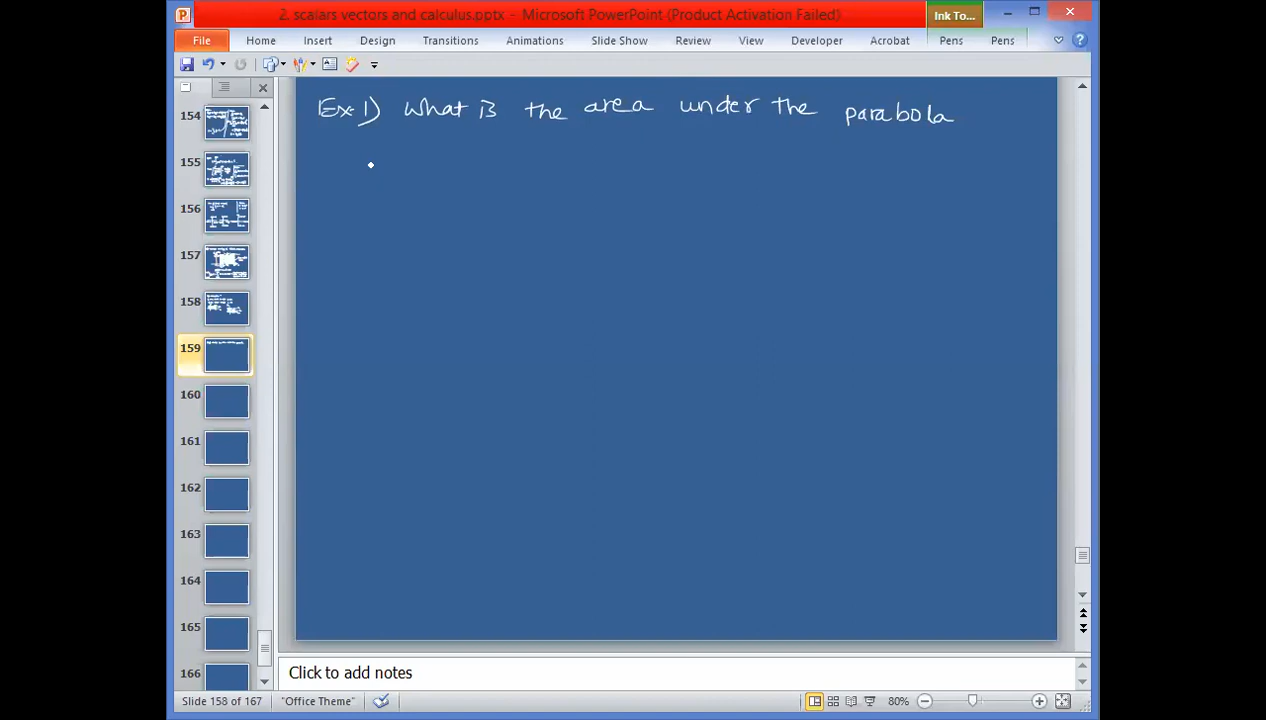 2. scalars vectors and calculus.pptx - Microsoft PowerPoint (Product Activation Failed)
Ink To...
File Home Insert Design Transitions Animations Slide Show Review View Developer Acrobat Pens Pens
Ex 1) What is the area under the parabola
154
155
156
157
158
159
160
161
162
163
164
165
166
Click to add notes
Slide 158 of 167 "Office Theme" 80%